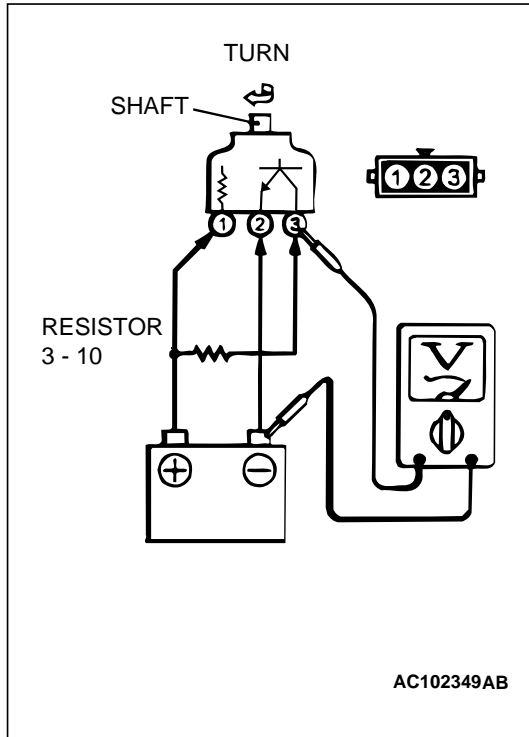 TURN
SHAFT
1 2 3
1 2 3
RESISTOR
3 - 10
V
+ −
AC102349AB